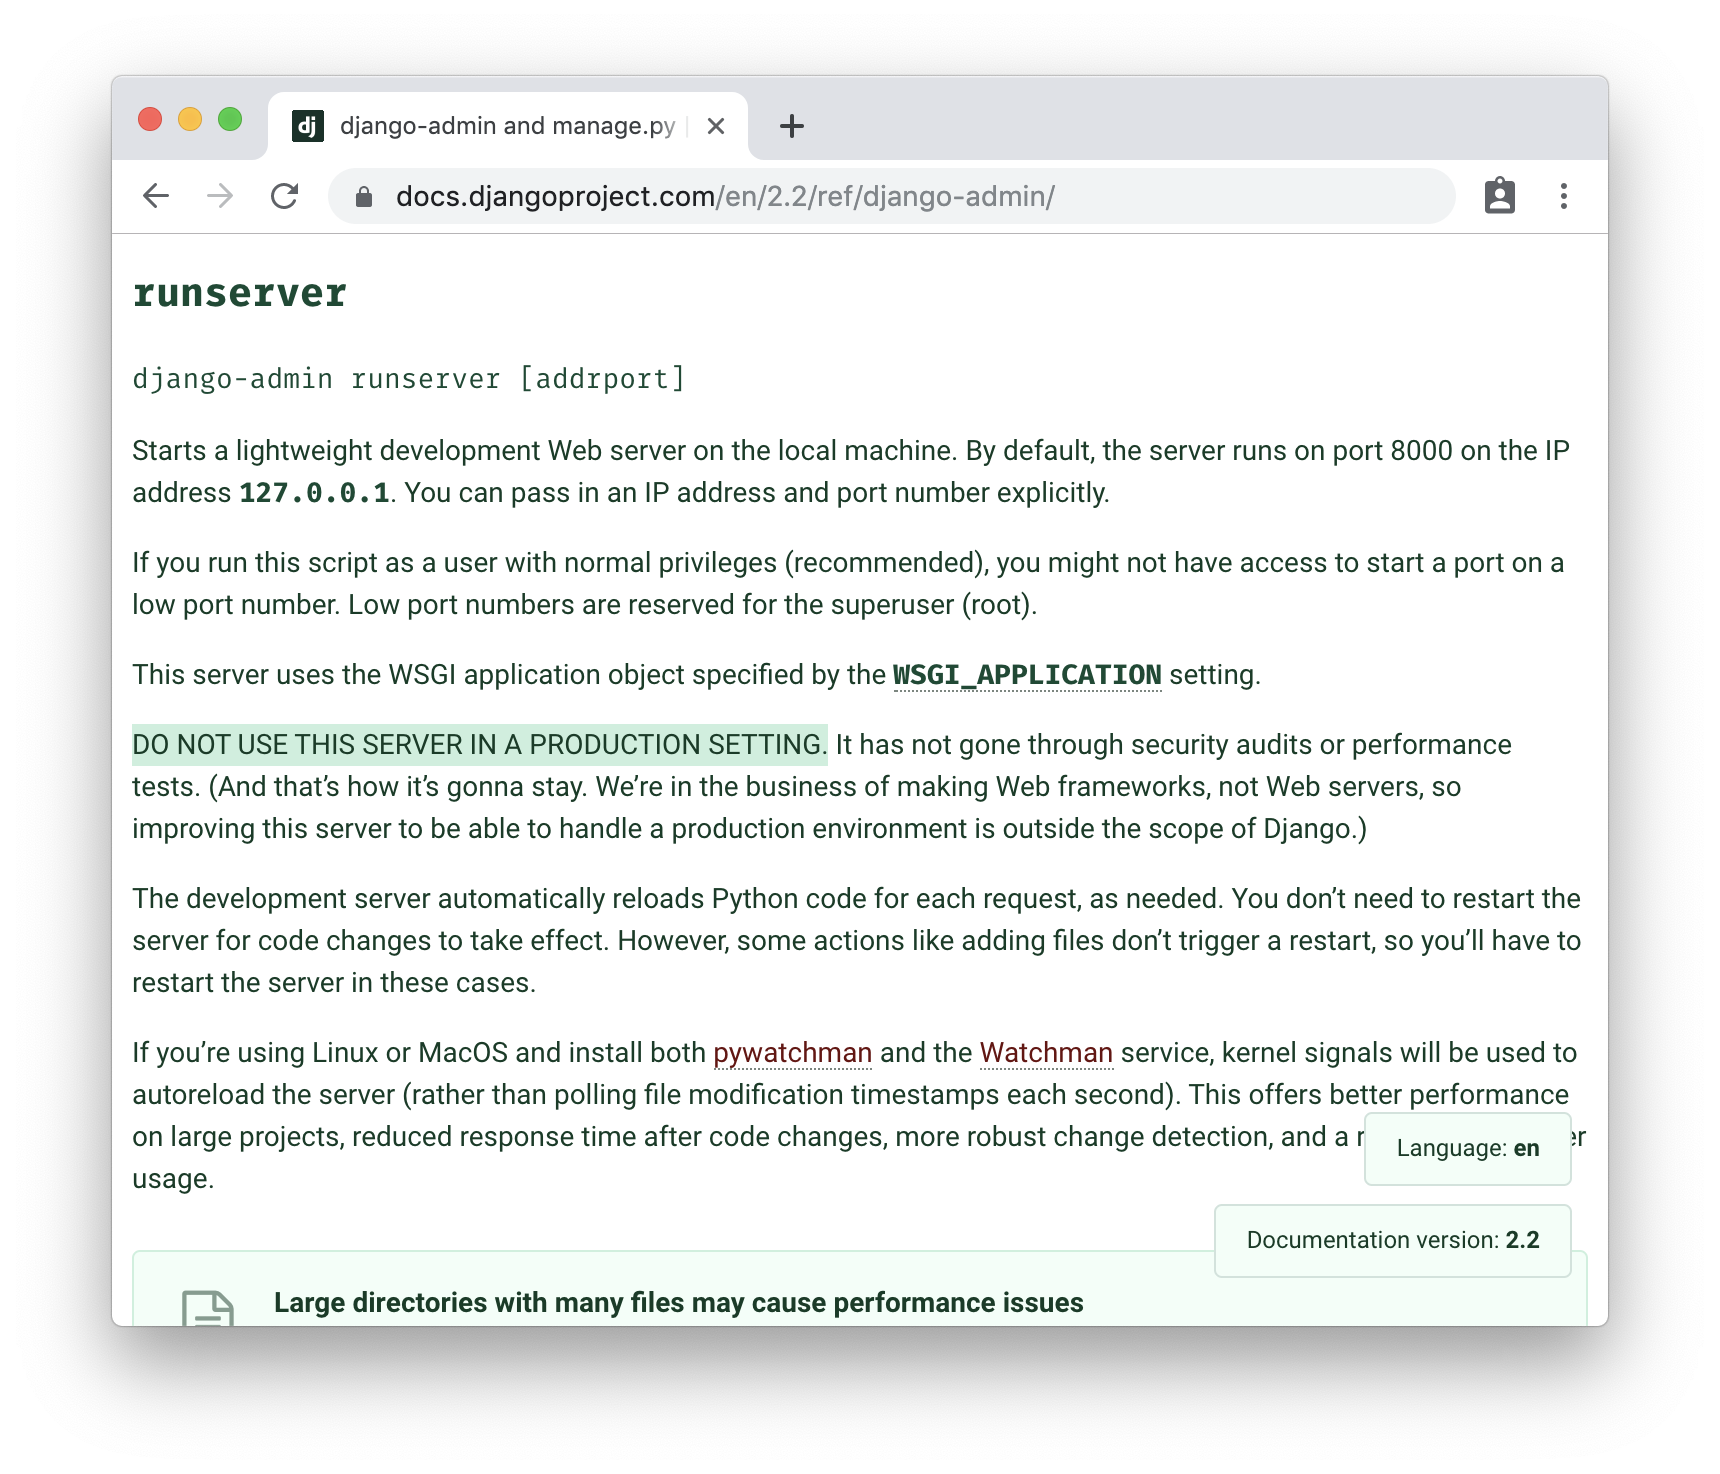 dj django-admin and manage.py
docs.djangoproject.com/en/2.2/ref/django-admin/
runserver
django-admin runserver [addrport]
Starts a lightweight development Web server on the local machine. By default, the server runs on port 8000 on the IP
address 127.0.0.1. You can pass in an IP address and port number explicitly.
If you run this script as a user with normal privileges (recommended), you might not have access to start a port on a
low port number. Low port numbers are reserved for the superuser (root).
This server uses the WSGI application object specified by the WSGI_APPLICATION setting.
DO NOT USE THIS SERVER IN A PRODUCTION SETTING. It has not gone through security audits or performance
tests. (And that’s how it’s gonna stay. We’re in the business of making Web frameworks, not Web servers, so
improving this server to be able to handle a production environment is outside the scope of Django.)
The development server automatically reloads Python code for each request, as needed. You don’t need to restart the
server for code changes to take effect. However, some actions like adding files don’t trigger a restart, so you’ll have to
restart the server in these cases.
If you’re using Linux or MacOS and install both pywatchman and the Watchman service, kernel signals will be used to
autoreload the server (rather than polling file modification timestamps each second). This offers better performance
on large projects, reduced response time after code changes, more robust change detection, and a
usage.
Language: en
Documentation version: 2.2
Large directories with many files may cause performance issues